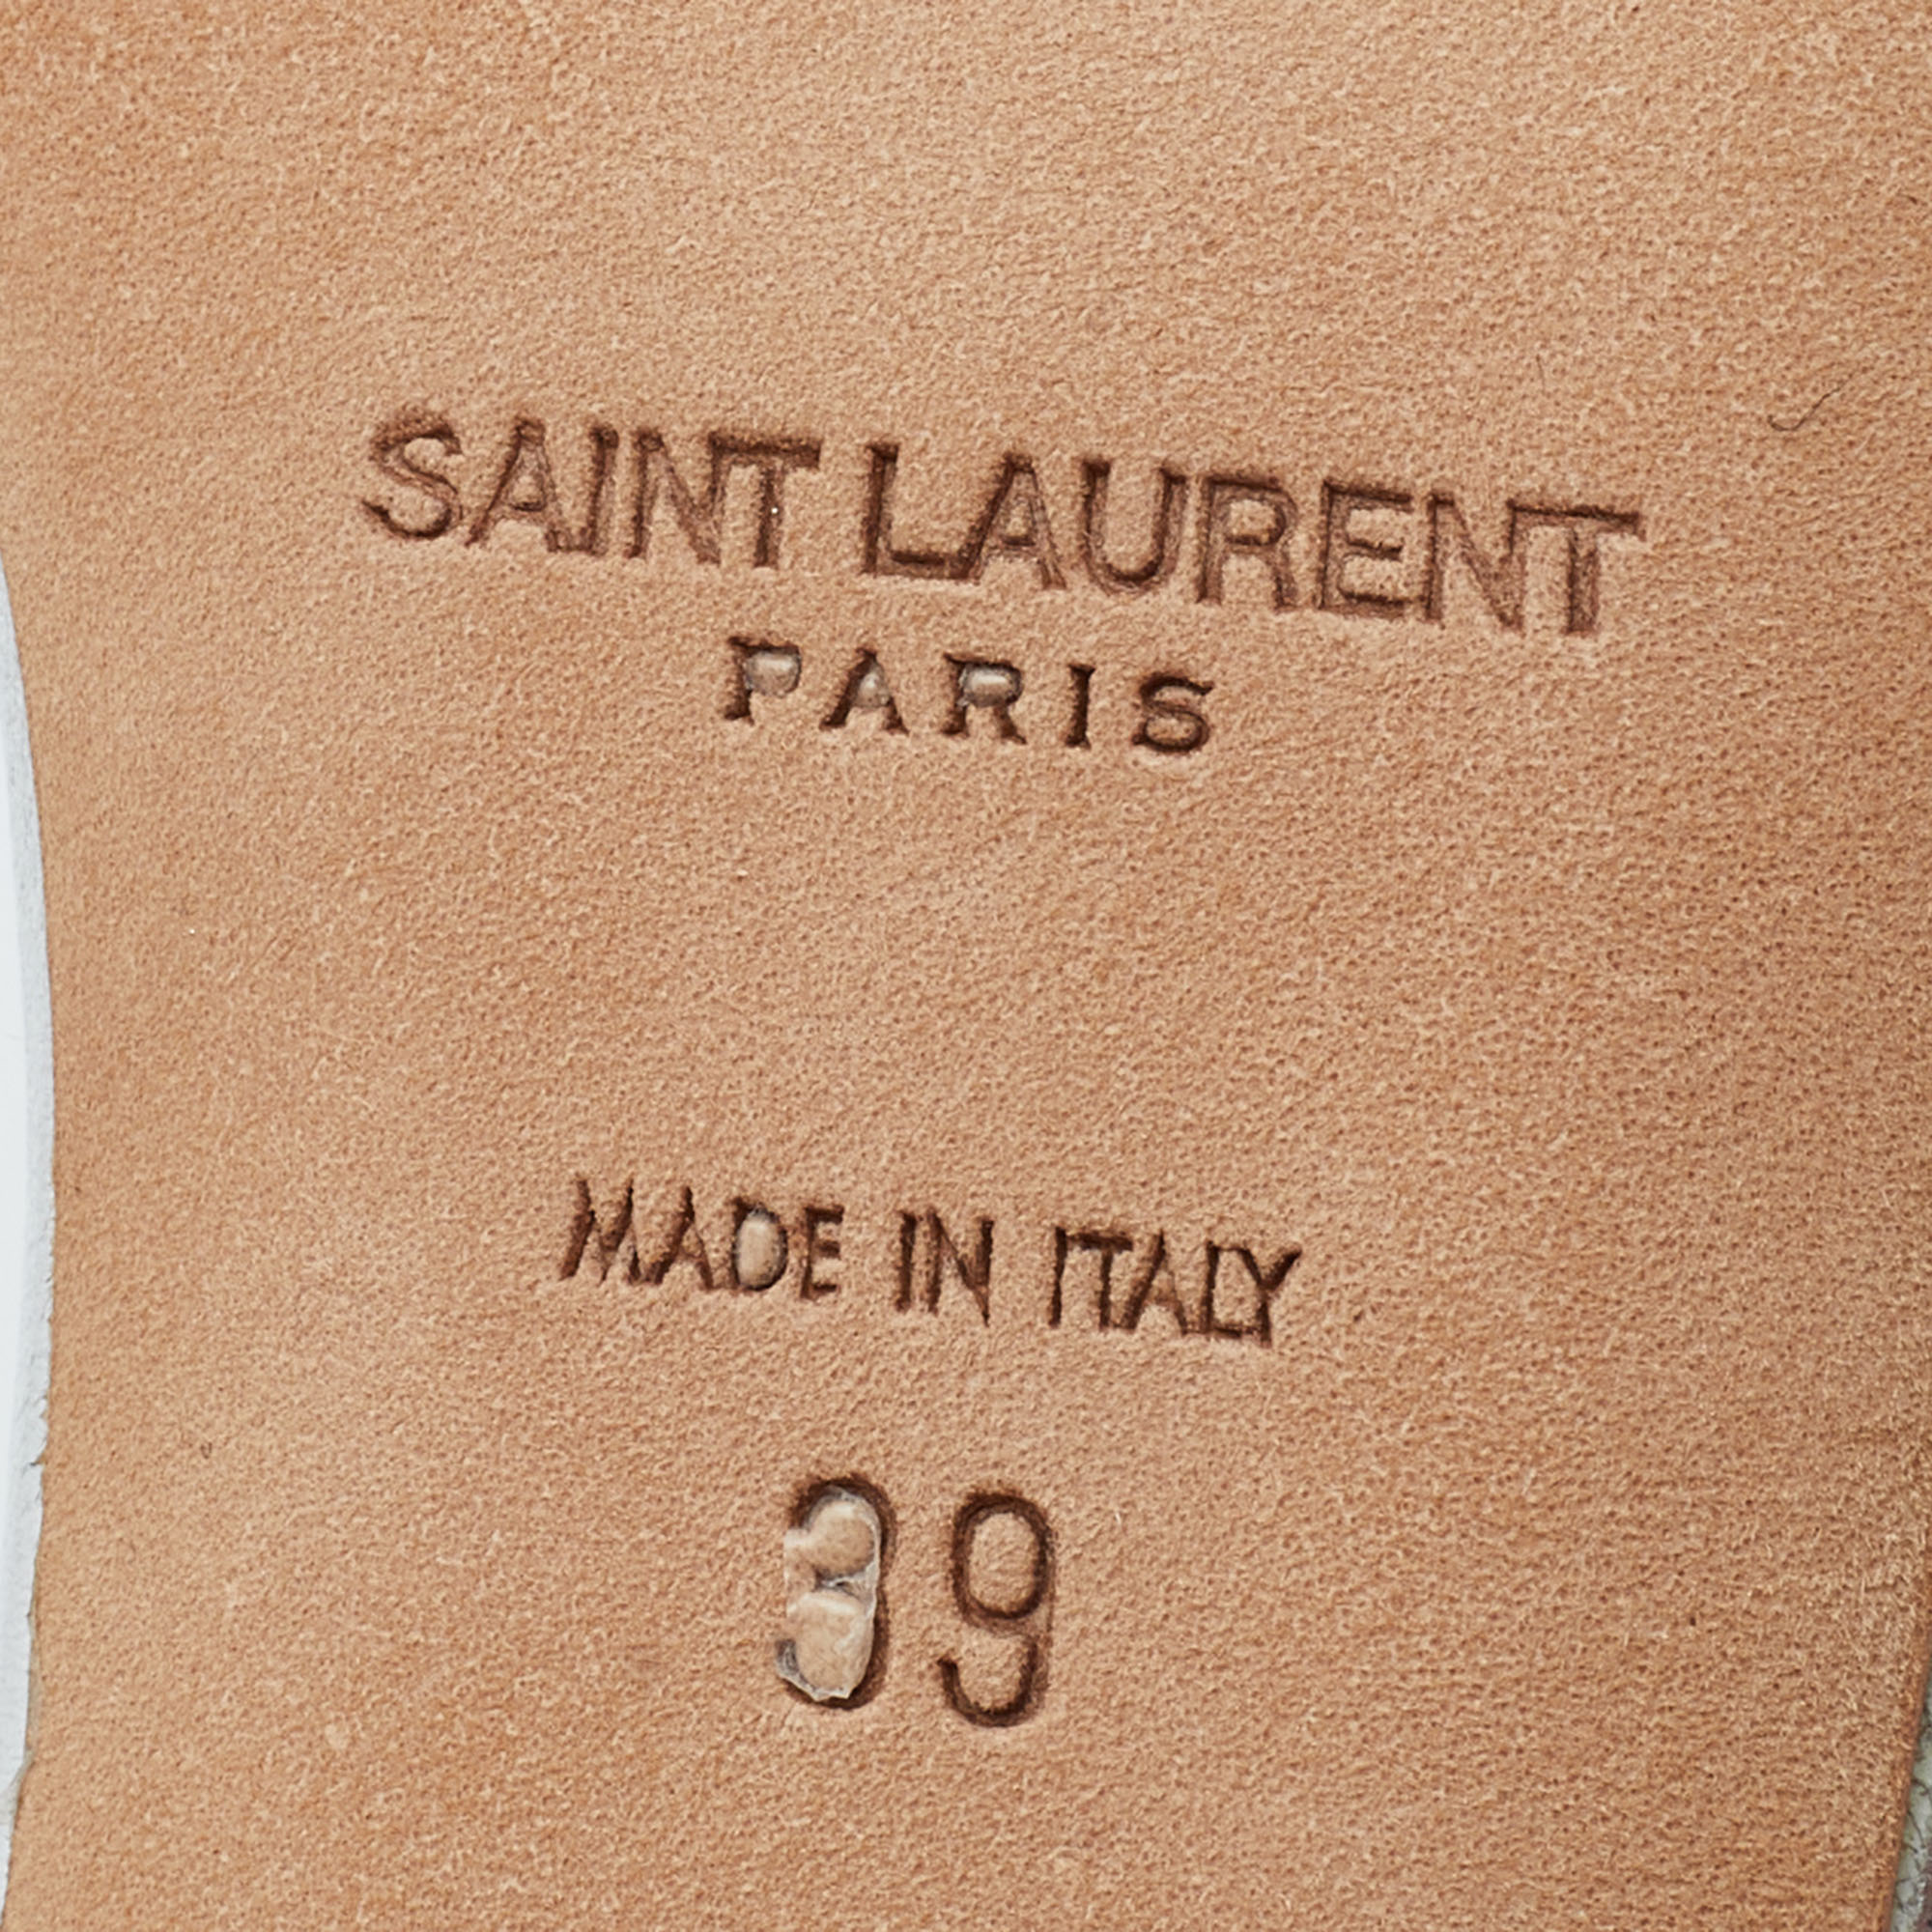 SAINT LAURENT
PARIS
MADE IN ITALY
39